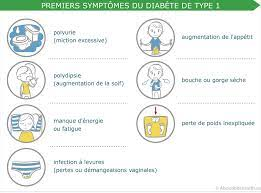 PREMIERS SYMPTÔMES DU DIABÈTE DE TYPE 1
polyurie
(miction excessive)
polydipsie
(augmentation de la soif)
manque d'énergie
ou fatigue
infection à levures
(pertes ou démangeaisons vaginales)
augmentation de l'appétit
bouche ou gorge sèche
perte de poids inexpliquée